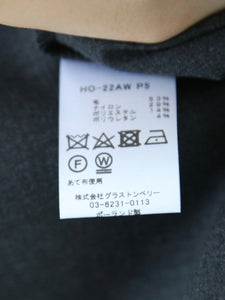 HO-22AW P5
毛
ナイロン
ポリエステル
ポリウレタン
F W
あて布使用
株式会社グラストンベリー
03-6231-0113
ポーランド製